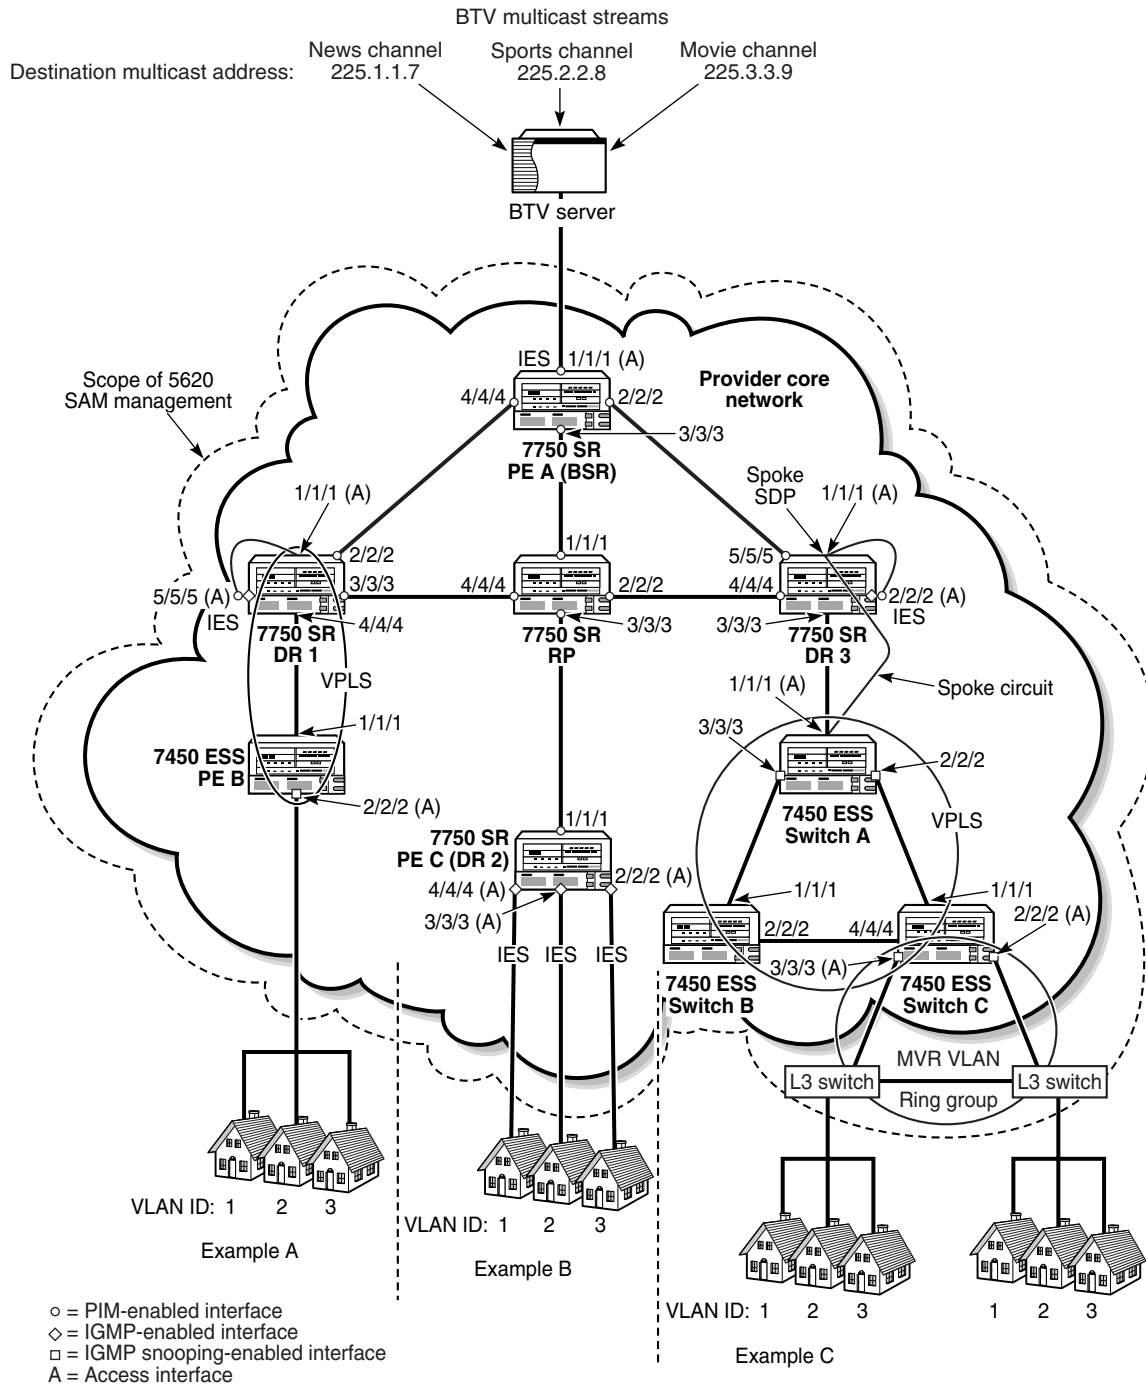 BTV multicast streams
News channel
225.1.1.7
Sports channel
225.2.2.8
Movie channel
225.3.3.9
Destination multicast address:
BTV server
IES
1/1/1 (A)
Scope of 5620
SAM management
4/4/4
2/2/2
Provider core
network
3/3/3
7750 SR
PE A (BSR)
1/1/1 (A)
Spoke
SDP
1/1/1 (A)
2/2/2
1/1/1
5/5/5
5/5/5 (A)
IES
3/3/3
4/4/4
2/2/2
4/4/4
2/2/2 (A)
IES
4/4/4
3/3/3
3/3/3
7750 SR
DR 1
7750 SR
RP
7750 SR
DR 3
VPLS
1/1/1 (A)
Spoke circuit
1/1/1
3/3/3
7450 ESS
PE B
2/2/2
2/2/2 (A)
7450 ESS
Switch A
VPLS
1/1/1
7750 SR
PE C (DR 2)
4/4/4 (A)
2/2/2 (A)
3/3/3 (A)
1/1/1
1/1/1
2/2/2 (A)
2/2/2
4/4/4
IES
IES
IES
3/3/3 (A)
7450 ESS
Switch B
7450 ESS
Switch C
MVR VLAN
L3 switch
L3 switch
Ring group
VLAN ID: 1 2 3
Example A
VLAN ID: 1 2 3
Example B
VLAN ID: 1 2 3
1 2 3
Example C
○ = PIM-enabled interface
◇ = IGMP-enabled interface
□ = IGMP snooping-enabled interface
A = Access interface